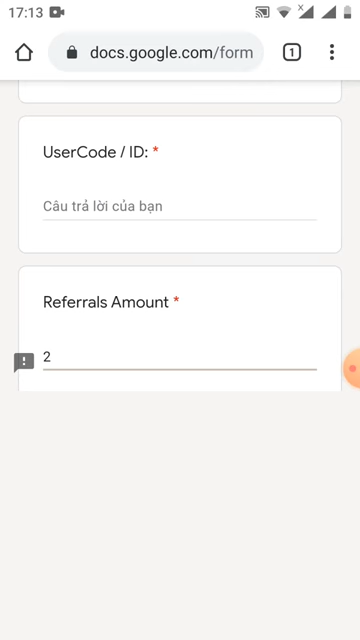 17:13
docs.google.com/form
1
UserCode / ID: *
Câu trả lời của bạn
Referrals Amount *
2